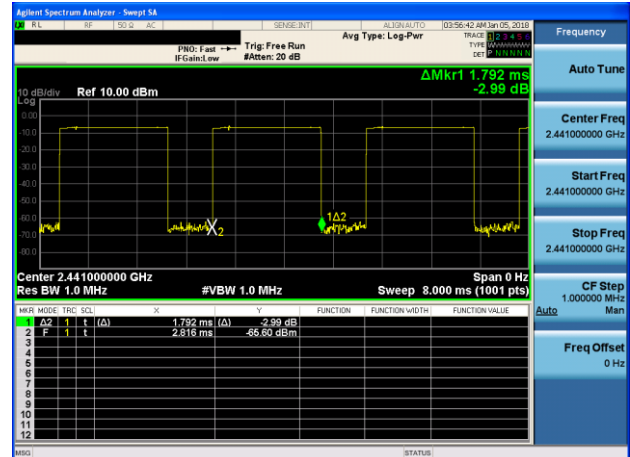 Agilent Spectrum Analyzer - Swept SA
RL RF 50 Ω AC SENSE:INT ALIGNAUTO 03:56:42 AM Jan 05, 2018
PNO: Fast Trig: Free Run Avg Type: Log-Pwr TRACE 1 2 3 4 5 6
IFGain:Low #Atten: 20 dB TYPE
DET P N N N N N
ΔMkr1 1.792 ms
10 dB/div Ref 10.00 dBm -2.99 dB
Log
0.00
-10.0
-20.0
-30.0
-40.0
-50.0
-60.0
-70.0
-80.0
X2
1Δ2
Center 2.441000000 GHz Span 0 Hz
Res BW 1.0 MHz #VBW 1.0 MHz Sweep 8.000 ms (1001 pts)
MKR MODE TRC SCL X Y FUNCTION FUNCTION WIDTH FUNCTION VALUE
1 Δ2 1 t (Δ) 1.792 ms (Δ) -2.99 dB
2 F 1 t 2.816 ms -65.60 dBm
3
4
5
6
7
8
9
10
11
12
MSG STATUS
Frequency
Auto Tune
Center Freq
2.441000000 GHz
Start Freq
2.441000000 GHz
Stop Freq
2.441000000 GHz
CF Step
1.000000 MHz
Auto Man
Freq Offset
0 Hz